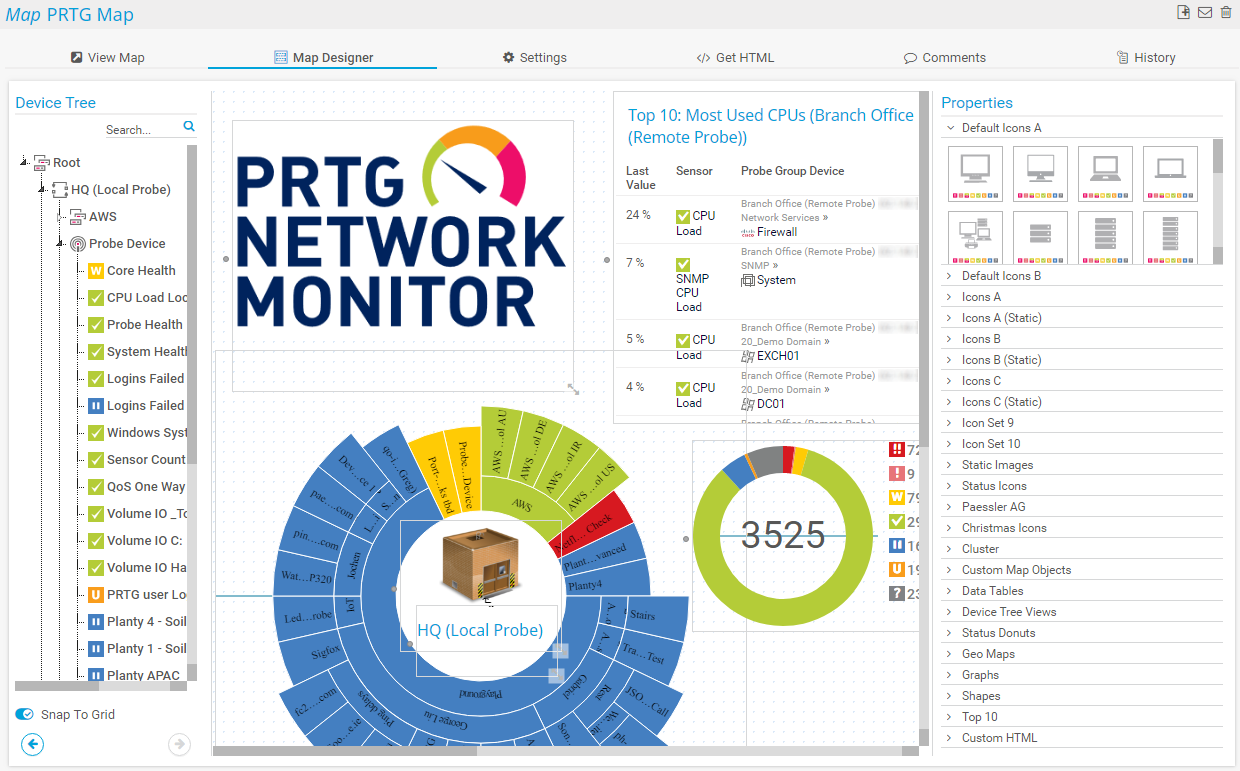 Map PRTG Map
View Map
Map Designer
Settings
Get HTML
Comments
History
Device Tree
Search...
Root
HQ (Local Probe)
AWS
Probe Device
W Core Health
CPU Load Loc
Probe Health
System Health
Logins Failed
Logins Failed
Windows Syst
Sensor Count
QoS One Way
Volume IO _To
Volume IO C:
Volume IO Ha
U PRTG user Lo
Planty 4 - Soil
Planty 1 - Soil
Planty APAC
Snap To Grid
PRTG
NETWORK
MONITOR
Top 10: Most Used CPUs (Branch Office
(Remote Probe))
Last
Value
Sensor
Probe Group Device
24 %
CPU
Load
Branch Office (Remote Probe)
Network Services »
Firewall
7 %
SNMP
CPU
Load
Branch Office (Remote Probe)
SNMP »
System
5 %
CPU
Load
Branch Office (Remote Probe)
20_Demo Domain »
EXCH01
4 %
CPU
Load
Branch Office (Remote Probe)
20_Demo Domain »
DC01
AWS ...ol AU
AWS ...ol DE
AWS ...ol IR
AWS ...ol US
AWS
Netfl... Check
Plant...vanced
Planty4
Stairs
Tra...Test
JSO...Call
Rest
Gabriel
Son...
Playground
George Liu
Ping delays
fc2....com
Sigfox
Led...robe
IoT
Wat...P320
Jochen
pin....com
pae....com
Dev...ce 1
qo-i...Greg)
Port-...ks tbd
Probe...Device
HQ (Local Probe)
3525
!! 72
! 9
W 79
29
16
U 19
? 23
Properties
Default Icons A
Default Icons B
Icons A
Icons A (Static)
Icons B
Icons B (Static)
Icons C
Icons C (Static)
Icon Set 9
Icon Set 10
Static Images
Status Icons
Paessler AG
Christmas Icons
Cluster
Custom Map Objects
Data Tables
Device Tree Views
Status Donuts
Geo Maps
Graphs
Shapes
Top 10
Custom HTML